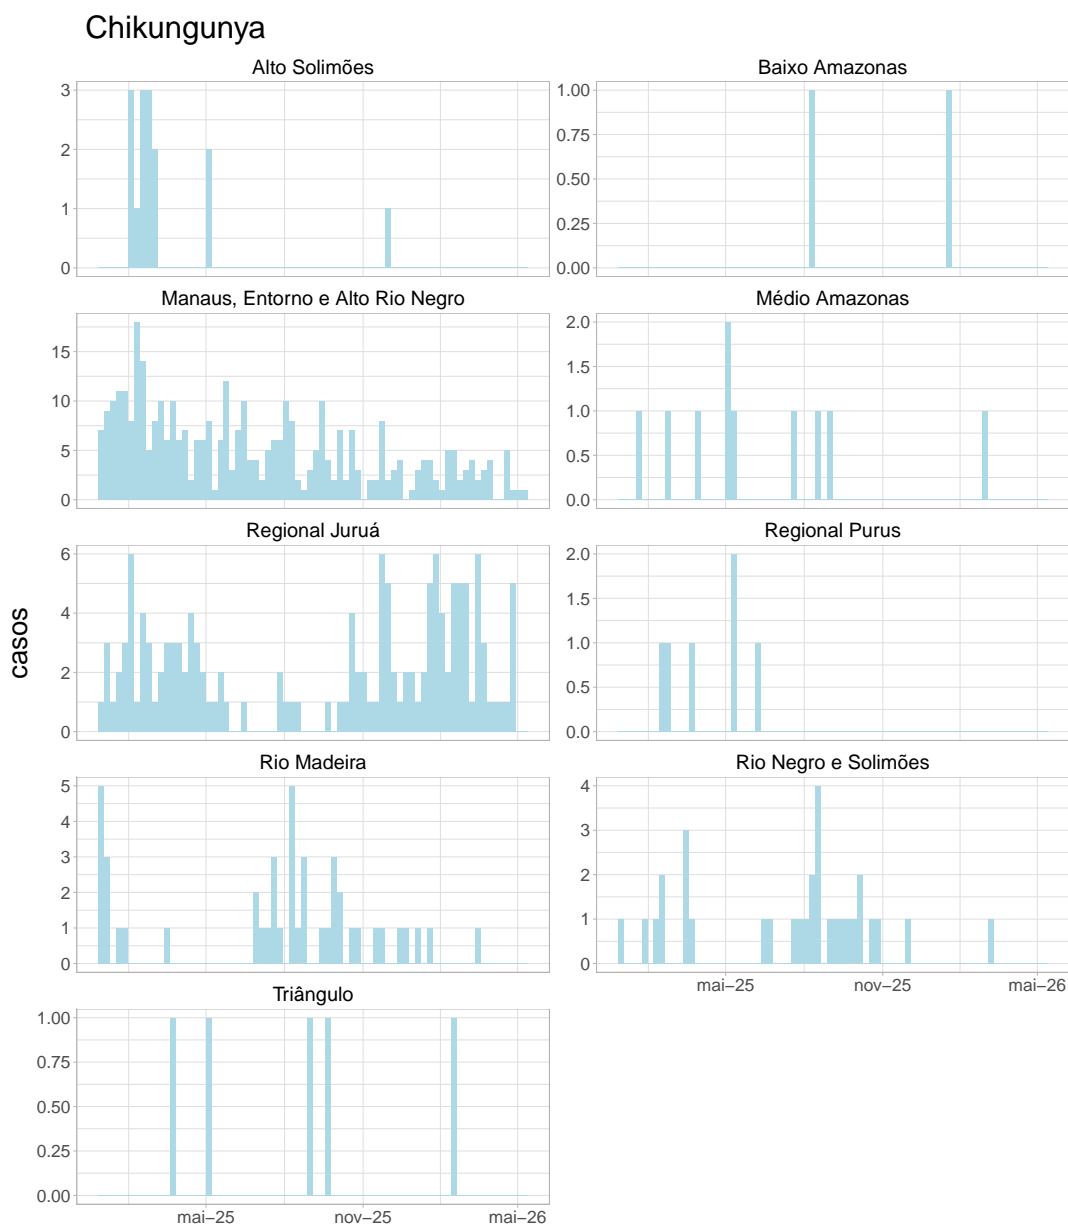 Chikungunya
Alto Solimões
Baixo Amazonas
3
2
1
0
1.00
0.75
0.50
0.25
0.00
Manaus, Entorno e Alto Rio Negro
Médio Amazonas
15
10
5
0
2.0
1.5
1.0
0.5
0.0
Regional Juruá
Regional Purus
6
4
2
0
2.0
1.5
1.0
0.5
0.0
casos
Rio Madeira
Rio Negro e Solimões
5
4
3
2
1
0
4
3
2
1
0
mai–25
nov–25
mai–26
Triângulo
1.00
0.75
0.50
0.25
0.00
mai–25
nov–25
mai–26